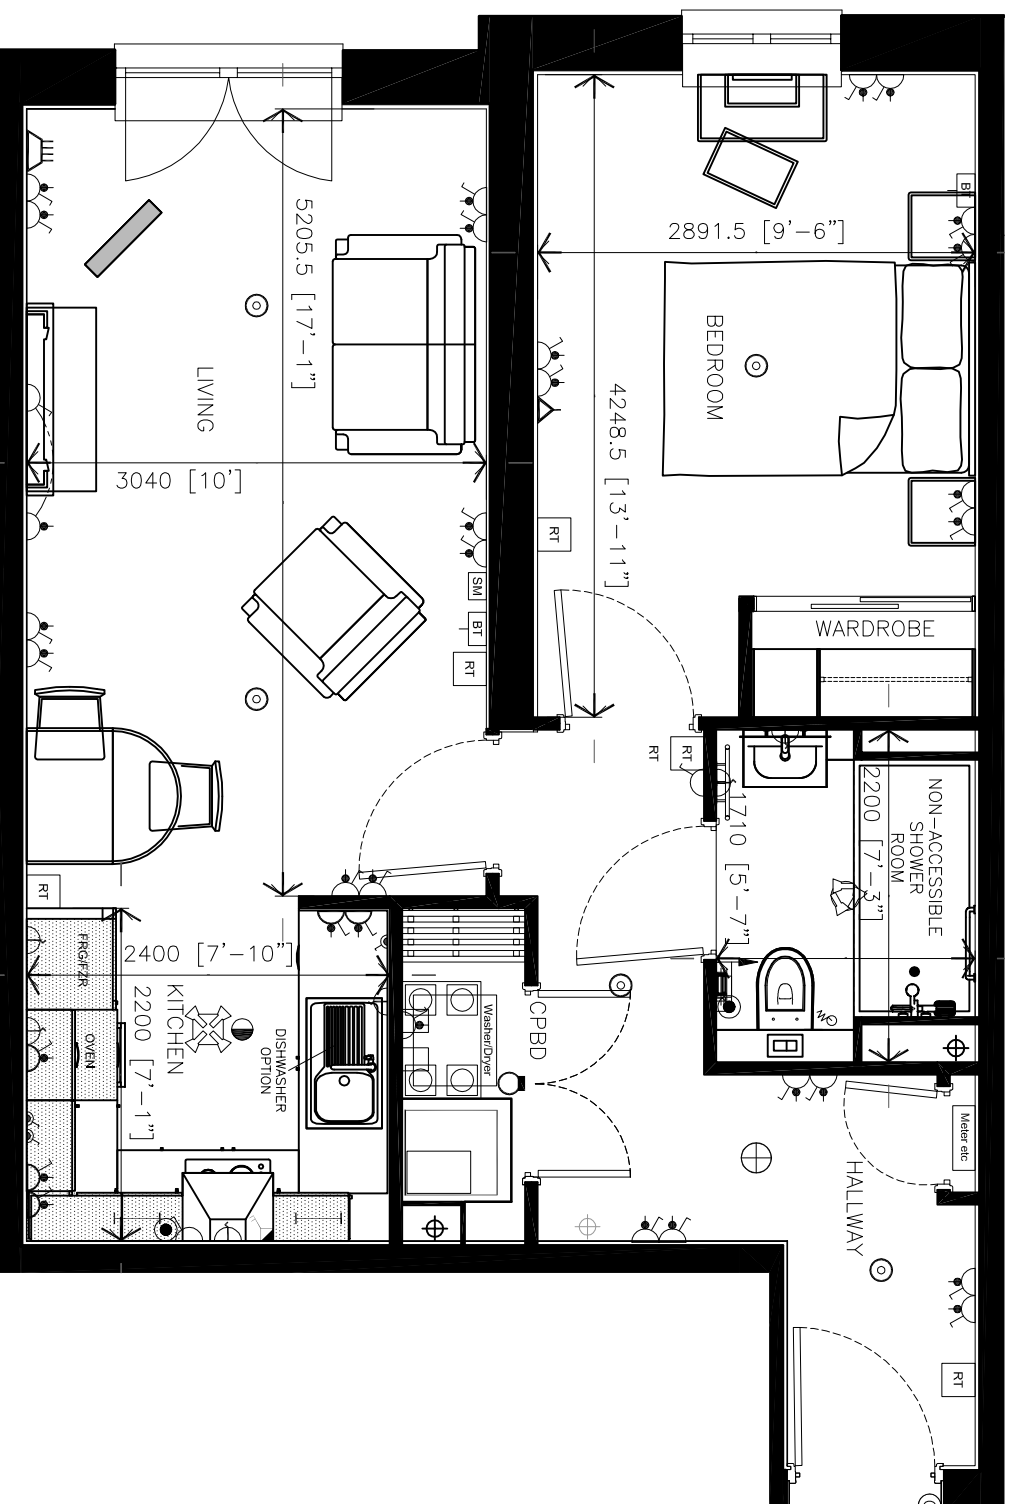 BT
2891.5 [9'-6"]
5205.5 [17'-1"]
LIVING
BEDROOM
4248.5 [13'-11"]
3040 [10']
RT
SM
BT
RT
WARDROBE
RT
RT
1710 [5'-7"]
2200 [7'-3"]
NON-ACCESSIBLE
SHOWER
ROOM
RT
FRG/FZR
2400 [7'-10"]
KITCHEN
2200 [7'-1"]
OVEN
DISHWASHER
OPTION
Washer/Dryer
CPBD
Meter etc
HALLWAY
RT